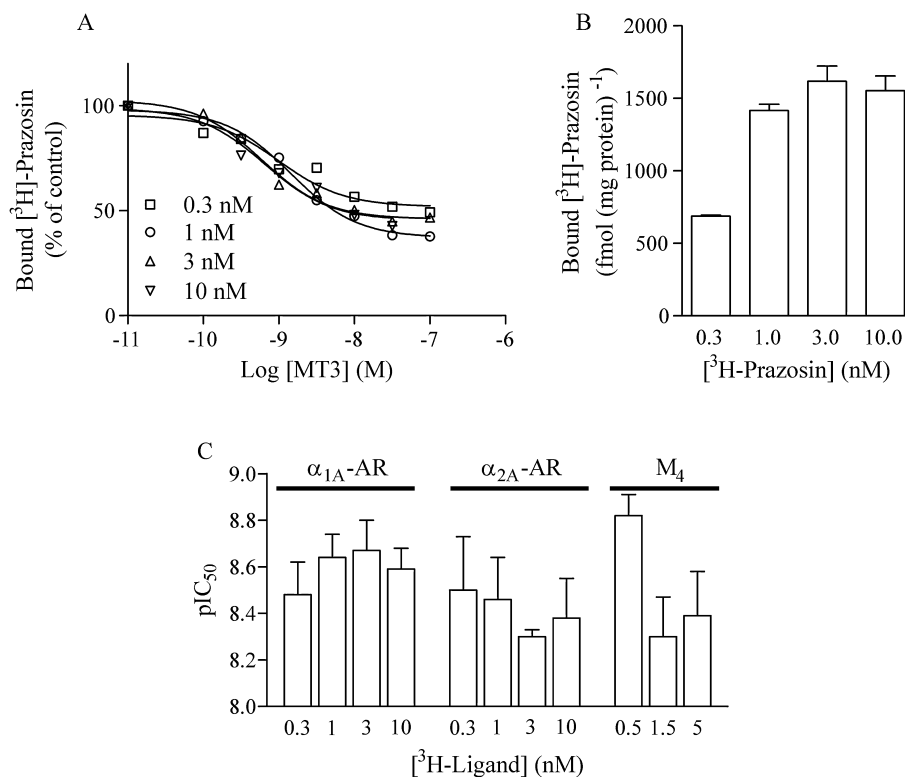 A
Bound [³H]-Prazosin
(% of control)
100
50
0
□ 0.3 nM
○ 1 nM
△ 3 nM
▽ 10 nM
-11 -10 -9 -8 -7 -6
Log [MT3] (M)
B
Bound [³H]-Prazosin
(fmol (mg protein) ⁻¹
2000
1500
1000
500
0
0.3 1.0 3.0 10.0
[³H-Prazosin] (nM)
C
α₁A-AR α₂A-AR M₄
pIC₅₀
9.0
8.8
8.6
8.4
8.2
8.0
0.3 1 3 10 0.3 1 3 10 0.5 1.5 5
[³H-Ligand] (nM)